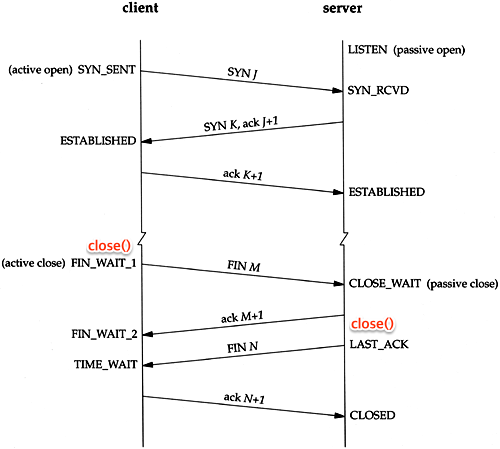 client server
LISTEN (passive open)
(active open) SYN_SENT
SYN J
SYN_RCVD
SYN K, ack J+1
ESTABLISHED
ack K+1
ESTABLISHED
close()
(active close) FIN_WAIT_1
FIN M
CLOSE_WAIT (passive close)
ack M+1
close()
FIN_WAIT_2
FIN N
LAST_ACK
TIME_WAIT
ack N+1
CLOSED